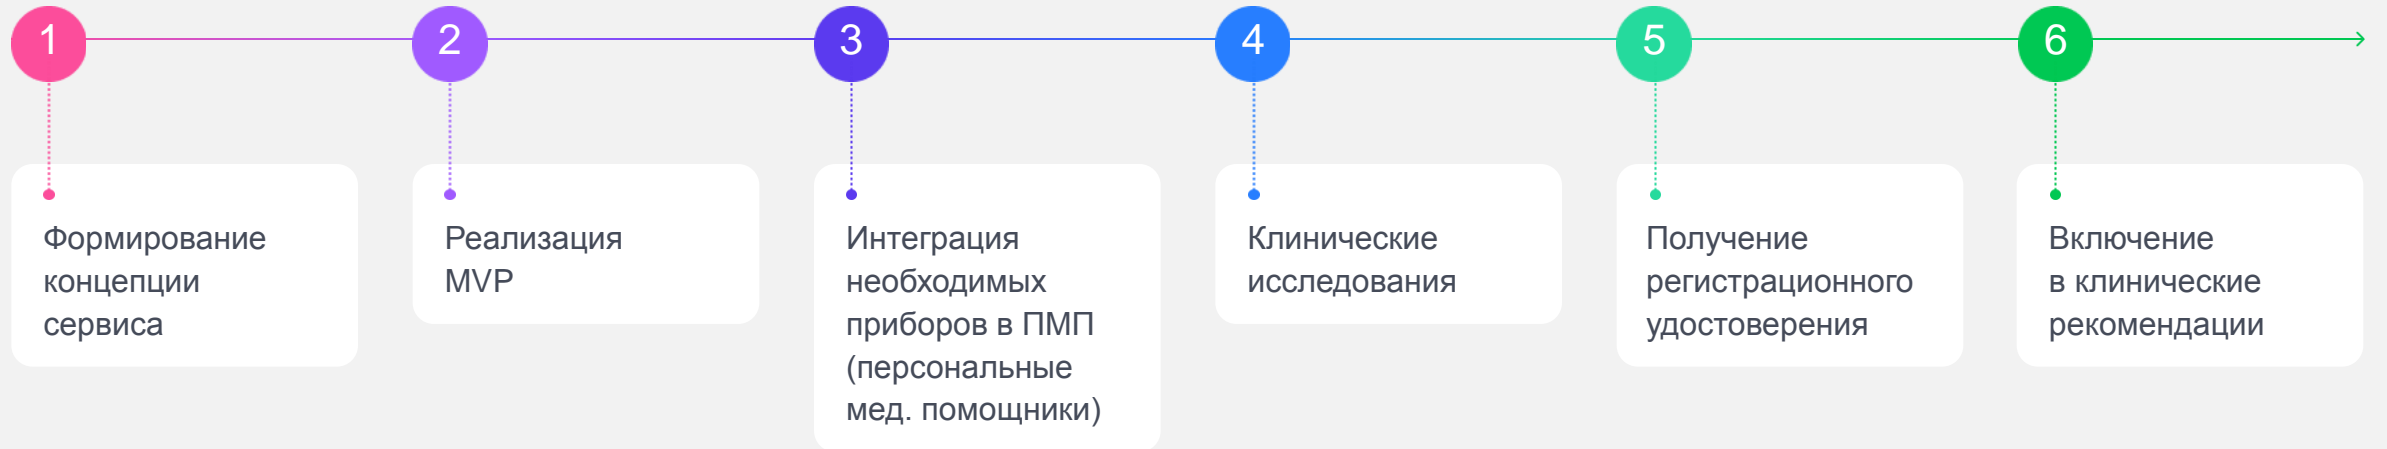 1
2
3
4
5
6
Формирование
концепции
сервиса
Реализация
MVP
Интеграция
необходимых
приборов в ПМП
(персональные
мед. помощники)
Клинические
исследования
Получение
регистрационного
удостоверения
Включение
в клинические
рекомендации